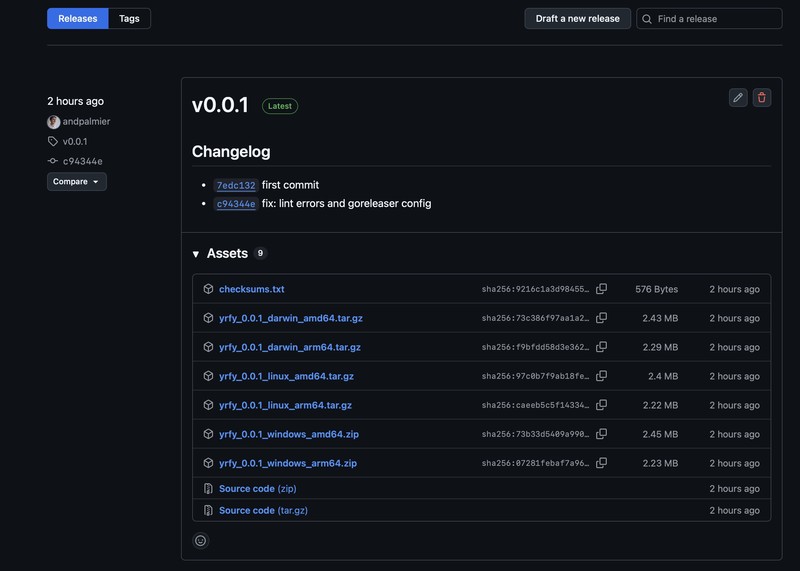 Releases Tags Draft a new release Find a release
2 hours ago
andpalmier
v0.0.1
c94344e
Compare
v0.0.1 Latest
Changelog
7edc132 first commit
c94344e fix: lint errors and goreleaser config
Assets 9
checksums.txt sha256:9216c1a3d98455… 576 Bytes 2 hours ago
yrfy_0.0.1_darwin_amd64.tar.gz sha256:73c386f97aa1a2… 2.43 MB 2 hours ago
yrfy_0.0.1_darwin_arm64.tar.gz sha256:f9bfdd58d3e362… 2.29 MB 2 hours ago
yrfy_0.0.1_linux_amd64.tar.gz sha256:97c0b7f9ab18fe… 2.4 MB 2 hours ago
yrfy_0.0.1_linux_arm64.tar.gz sha256:caeeb5c5f14334… 2.22 MB 2 hours ago
yrfy_0.0.1_windows_amd64.zip sha256:73b33d5409a990… 2.45 MB 2 hours ago
yrfy_0.0.1_windows_arm64.zip sha256:07281febaf7a96… 2.23 MB 2 hours ago
Source code (zip) 2 hours ago
Source code (tar.gz) 2 hours ago